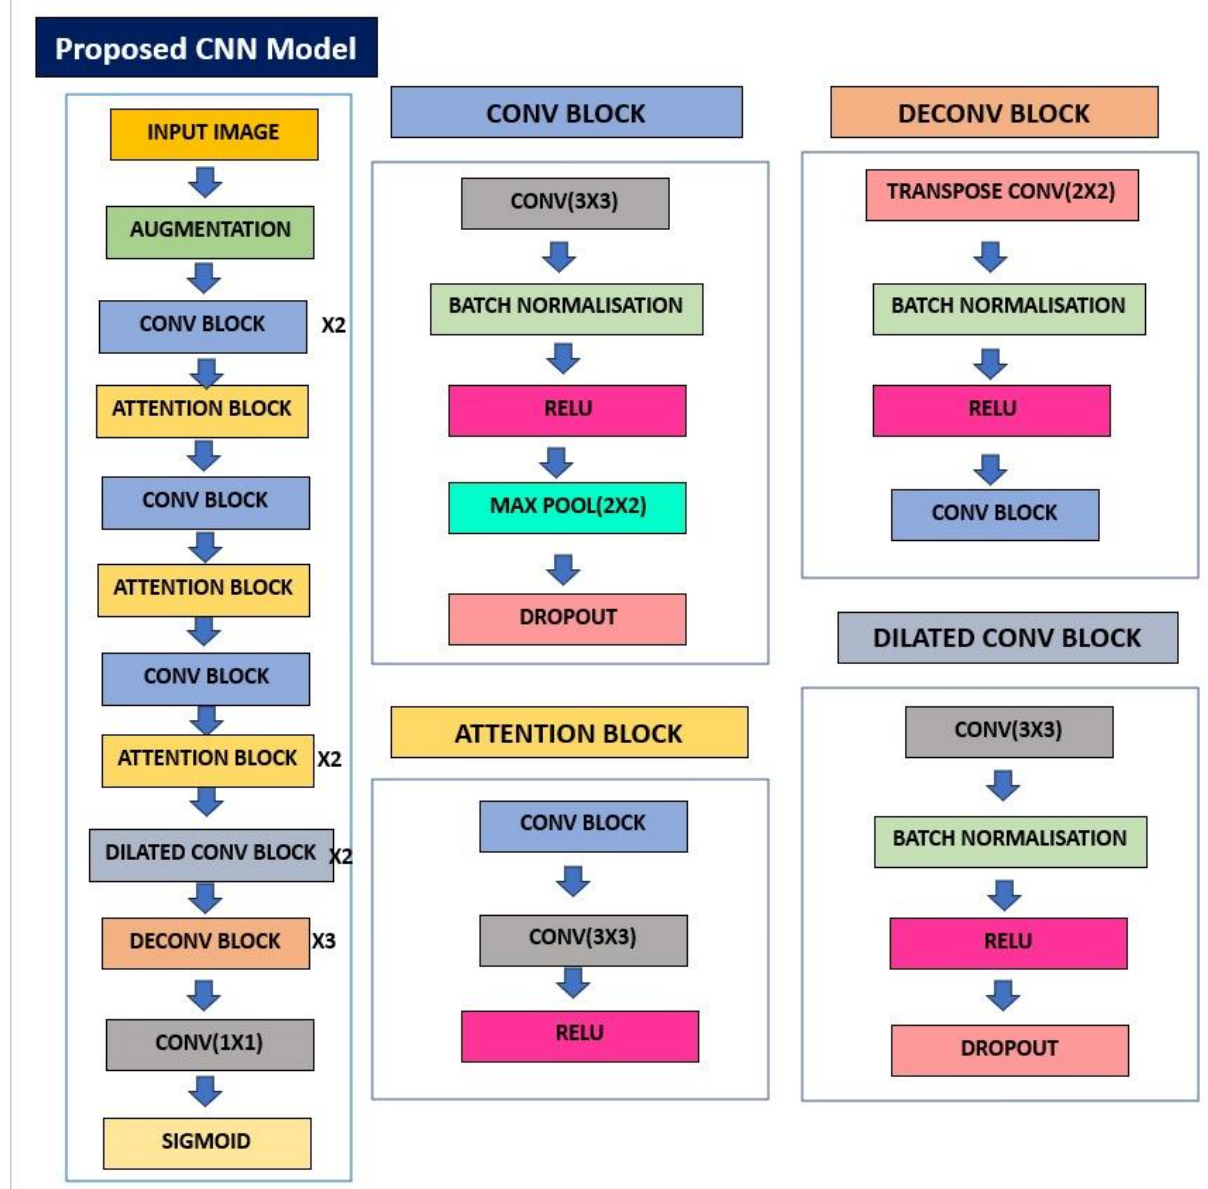 Proposed CNN Model
INPUT IMAGE
AUGMENTATION
CONV BLOCK X2
ATTENTION BLOCK
CONV BLOCK
ATTENTION BLOCK
CONV BLOCK
ATTENTION BLOCK X2
DILATED CONV BLOCK X2
DECONV BLOCK X3
CONV(1X1)
SIGMOID
CONV BLOCK
CONV(3X3)
BATCH NORMALISATION
RELU
MAX POOL(2X2)
DROPOUT
ATTENTION BLOCK
CONV BLOCK
CONV(3X3)
RELU
DECONV BLOCK
TRANSPOSE CONV(2X2)
BATCH NORMALISATION
RELU
CONV BLOCK
DILATED CONV BLOCK
CONV(3X3)
BATCH NORMALISATION
RELU
DROPOUT